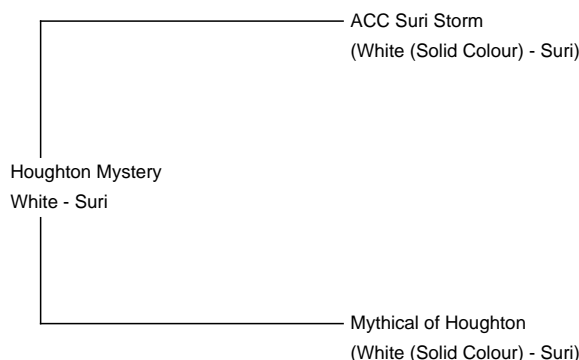 ACC Suri Storm
(White (Solid Colour) - Suri)
Houghton Mystery
White - Suri
Mythical of Houghton
(White (Solid Colour) - Suri)